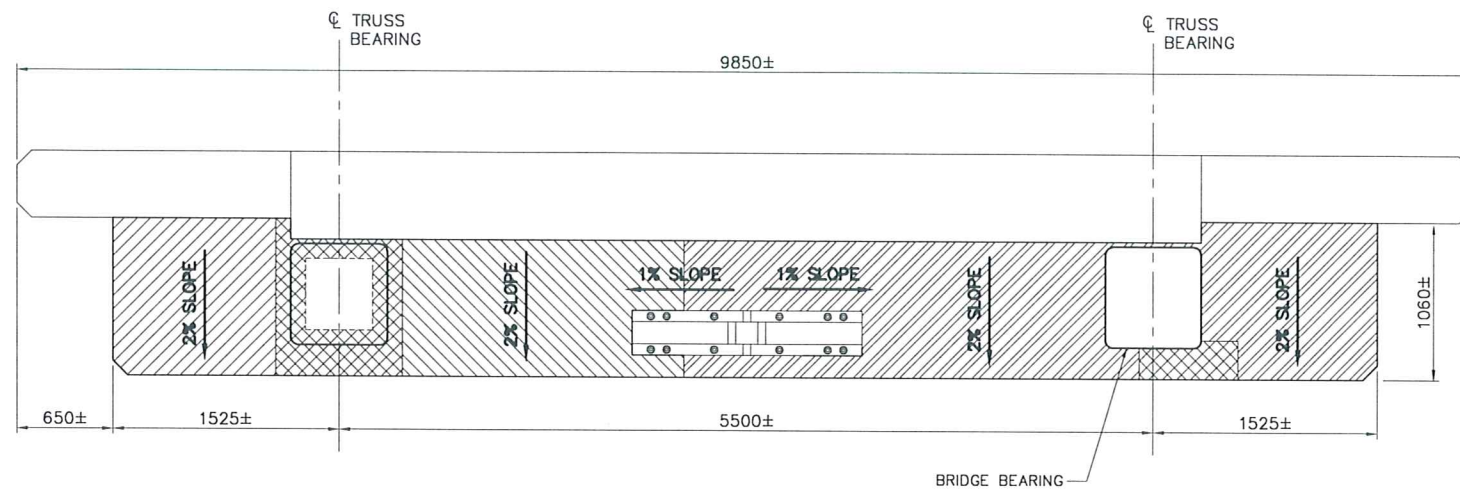 ℄ TRUSS
BEARING
℄ TRUSS
BEARING
9850±
2% SLOPE
2% SLOPE
1% SLOPE
1% SLOPE
2% SLOPE
2% SLOPE
1060±
650±
1525±
5500±
1525±
BRIDGE BEARING